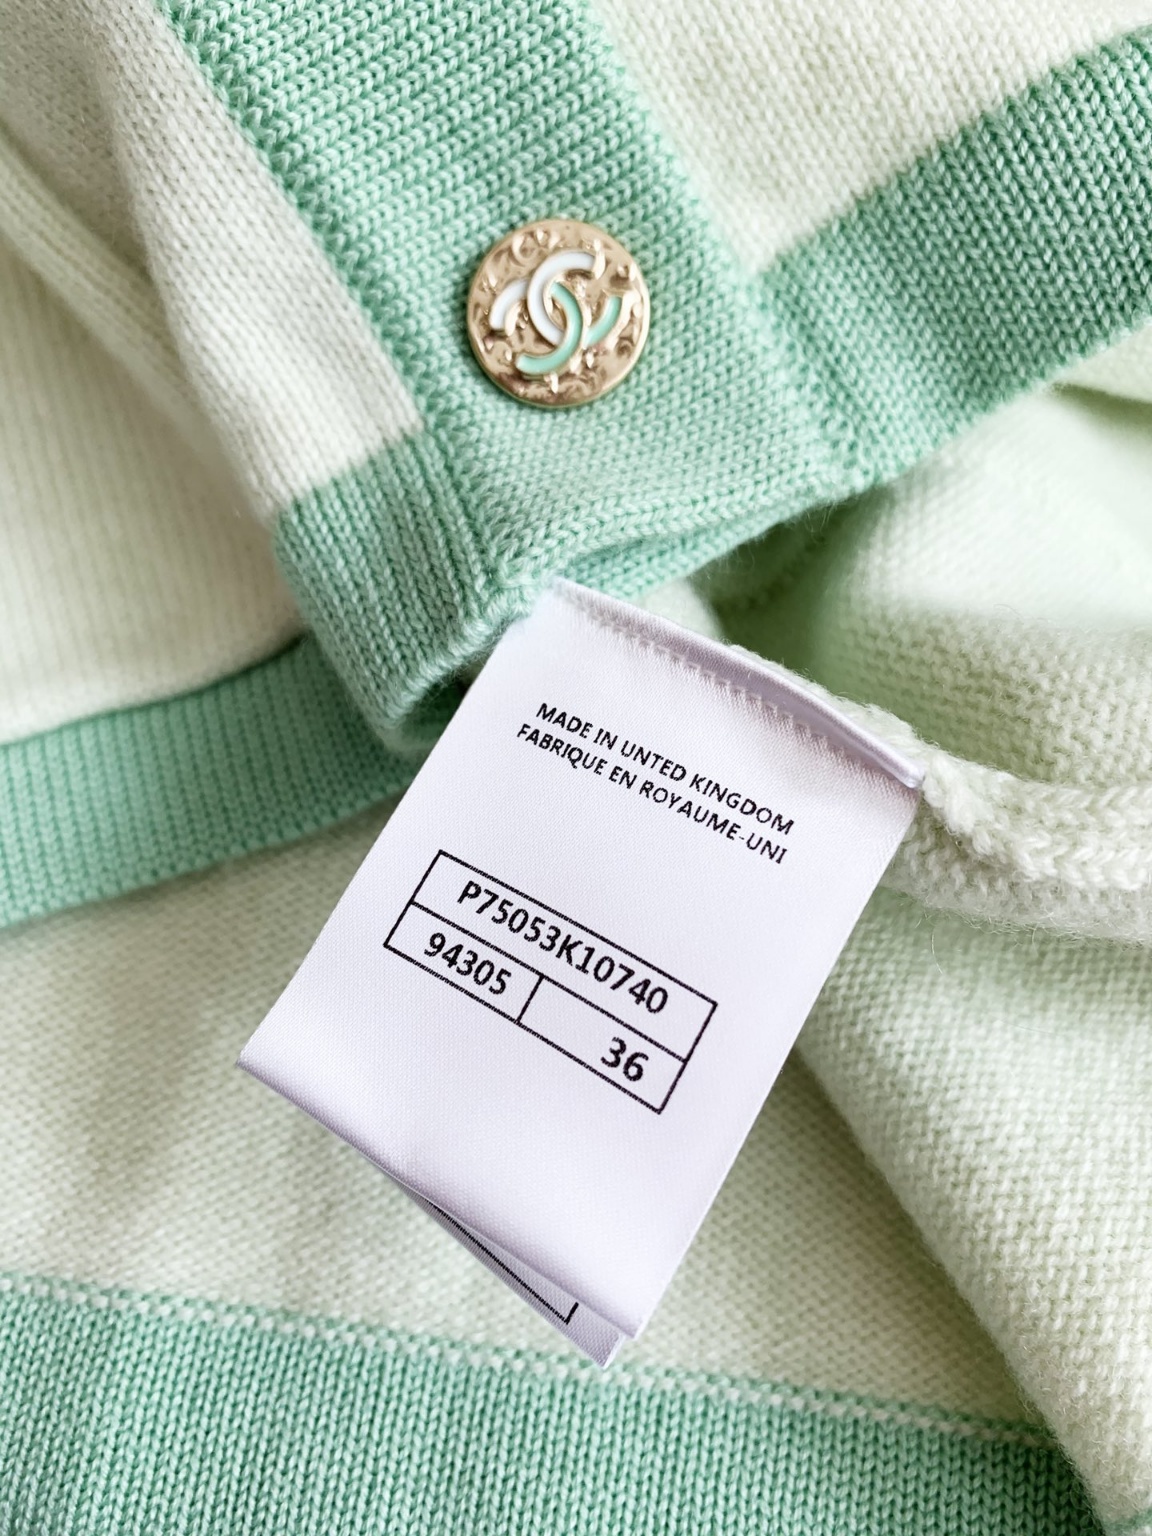 MADE IN UNTED KINGDOM
FABRIQUE EN ROYAUME-UNI
P75053K10740
94305 36